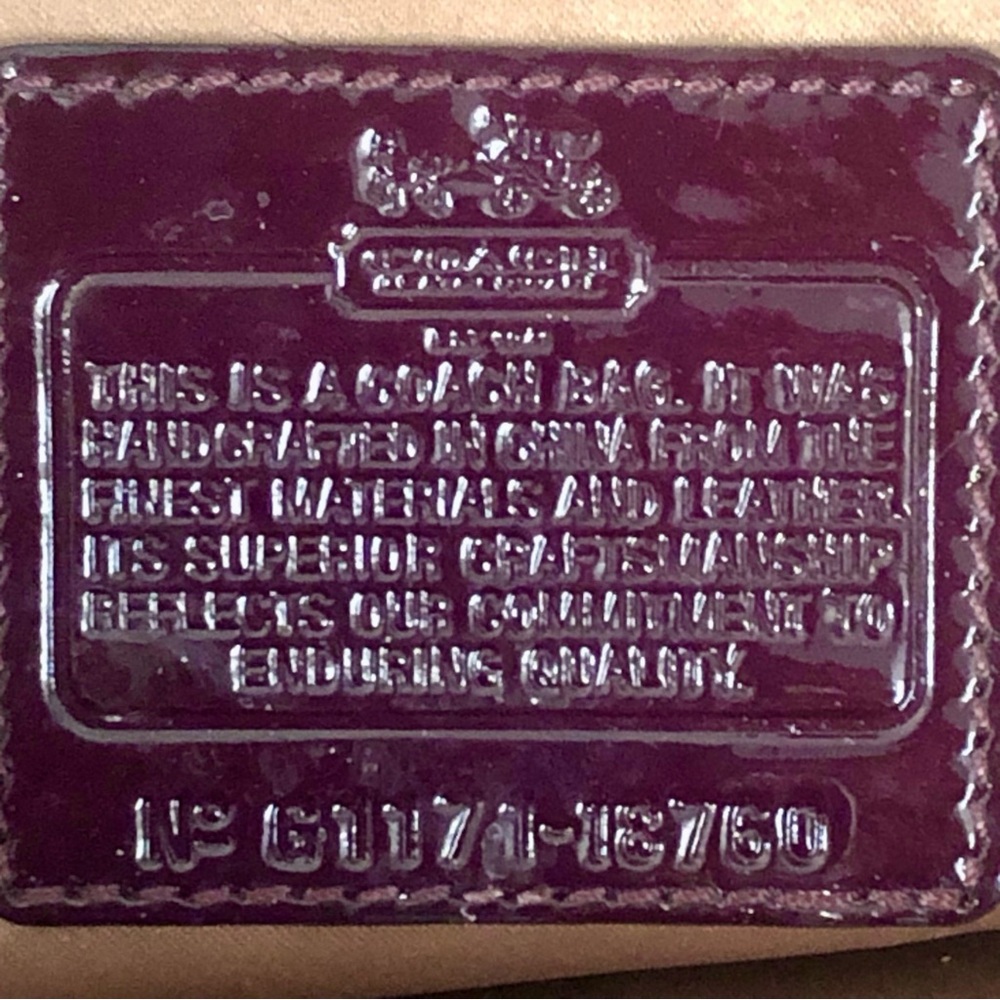 THIS IS A COACH BAG. IT WAS
HANDCRAFTED IN CHINA FROM THE
FINEST MATERIALS AND LEATHER.
ITS SUPERIOR CRAFTSMANSHIP
REFLECTS OUR COMMITMENT TO
ENDURING QUALITY.
Nº G1171-18760